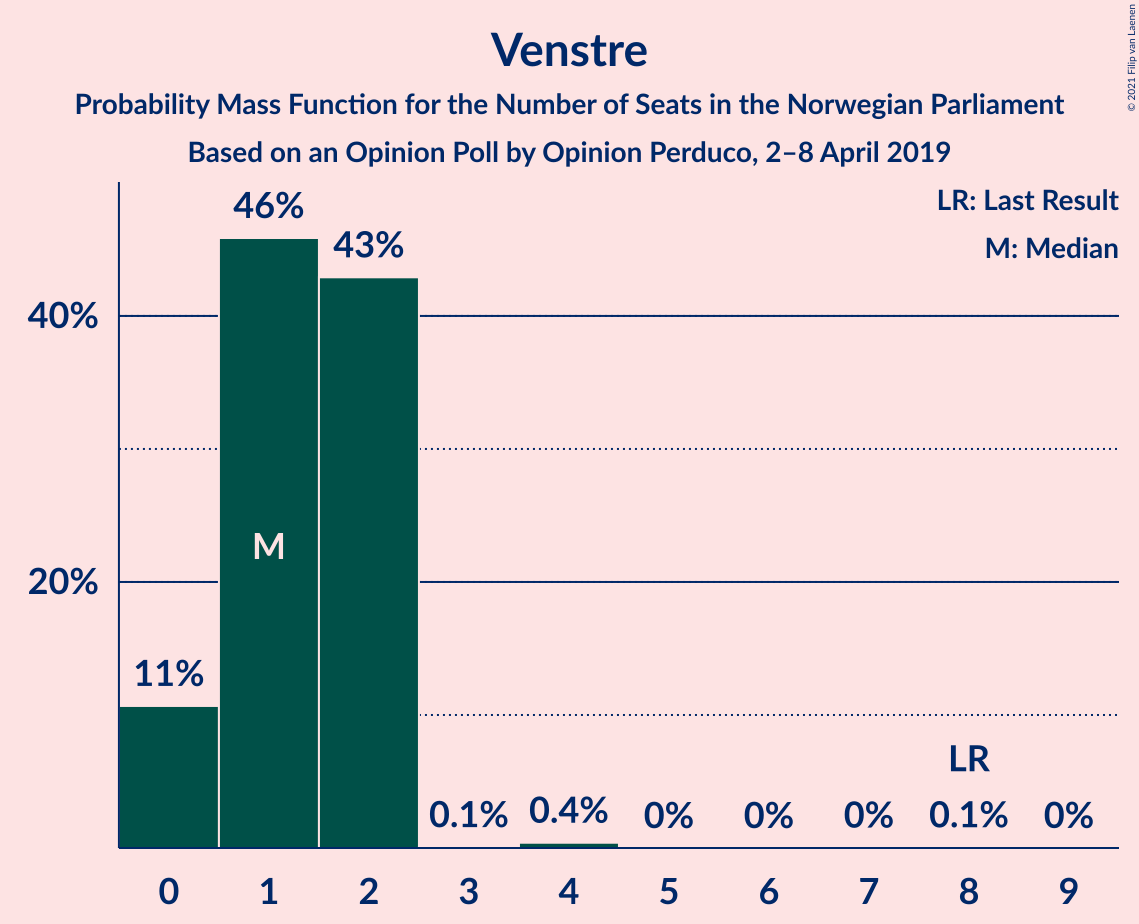 Venstre
Probability Mass Function for the Number of Seats in the Norwegian Parliament
Based on an Opinion Poll by Opinion Perduco, 2–8 April 2019
© 2021 Filip van Laenen
LR: Last Result
M: Median
46%
43%
40%
M
20%
11%
LR
0.1% 0.4% 0% 0% 0% 0.1% 0%
0 1 2 3 4 5 6 7 8 9